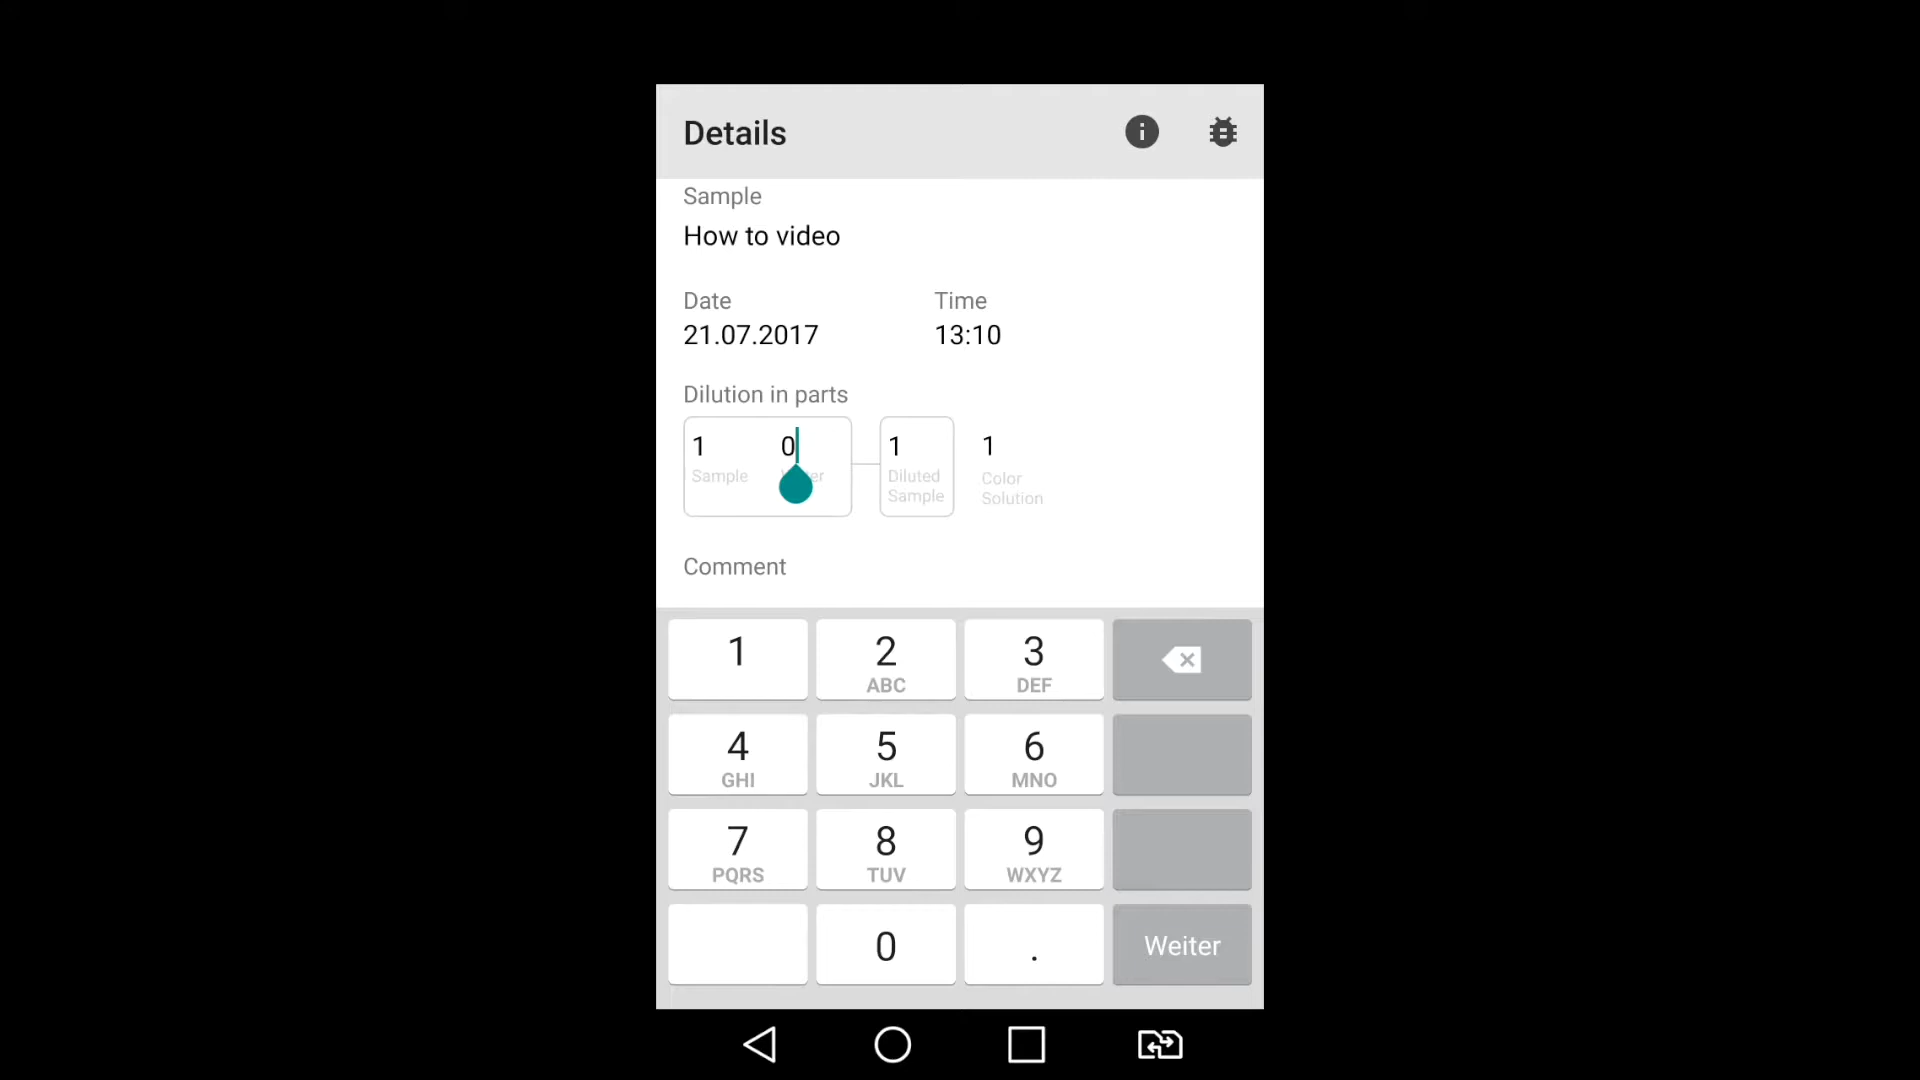 Details
Sample
How to video
Date Time
21.07.2017 13:10
Dilution in parts
1 0 1 1
Sample Diluted Sample Color Solution
Comment
1 2 3
ABC DEF
4 5 6
GHI JKL MNO
7 8 9
PQRS TUV WXYZ
0 . Weiter